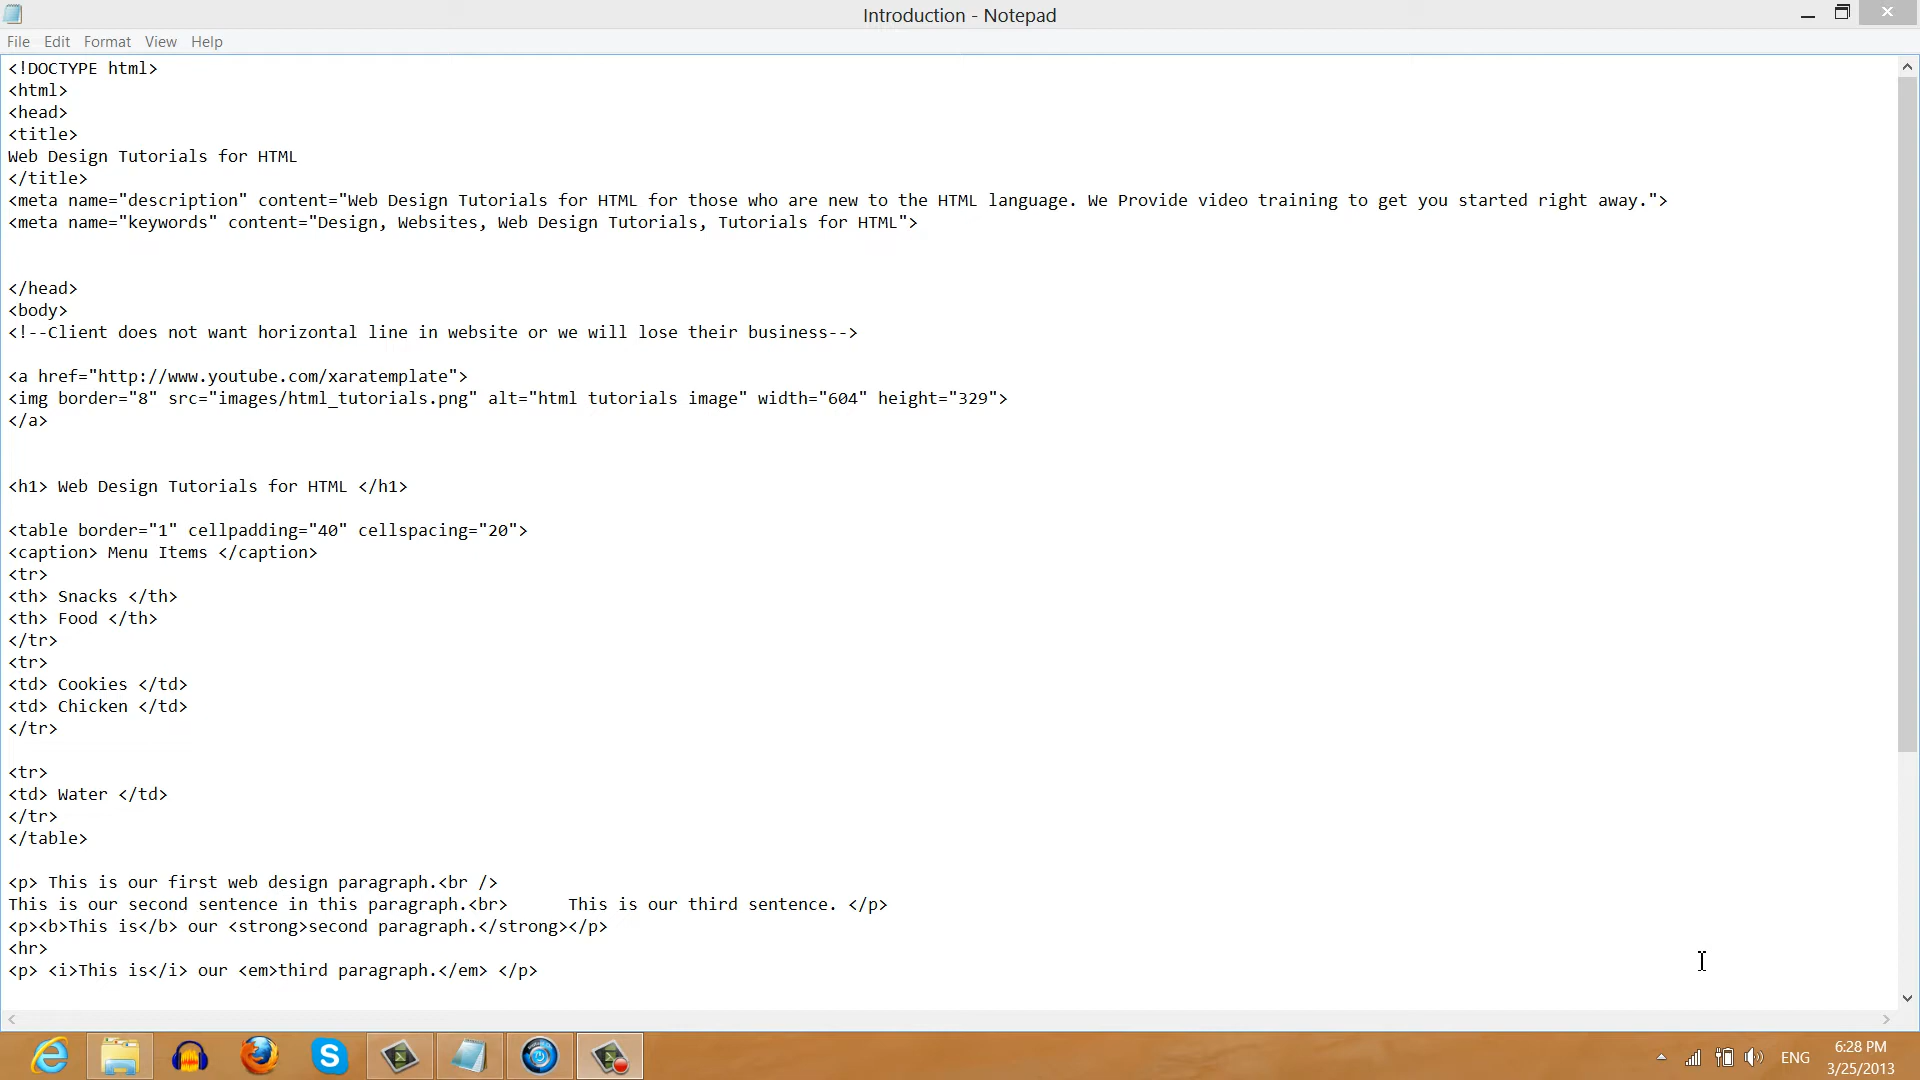 Introduction - Notepad
File Edit Format View Help
<!DOCTYPE html>
<html>
<head>
<title>
Web Design Tutorials for HTML
</title>
<meta name="description" content="Web Design Tutorials for HTML for those who are new to the HTML language. We Provide video training to get you started right away.">
<meta name="keywords" content="Design, Websites, Web Design Tutorials, Tutorials for HTML">
</head>
<body>
<!--Client does not want horizontal line in website or we will lose their business-->
<a href="http://www.youtube.com/xaratemplate">
<img border="8" src="images/html_tutorials.png" alt="html tutorials image" width="604" height="329">
</a>
<h1> Web Design Tutorials for HTML </h1>
<table border="1" cellpadding="40" cellspacing="20">
<caption> Menu Items </caption>
<tr>
<th> Snacks </th>
<th> Food </th>
</tr>
<tr>
<td> Cookies </td>
<td> Chicken </td>
</tr>
<tr>
<td> Water </td>
</tr>
</table>
<p> This is our first web design paragraph.<br />
This is our second sentence in this paragraph.<br>      This is our third sentence. </p>
<p><b>This is</b> our <strong>second paragraph.</strong></p>
<hr>
<p> <i>This is</i> our <em>third paragraph.</em> </p>
ENG
6:28 PM
3/25/2013